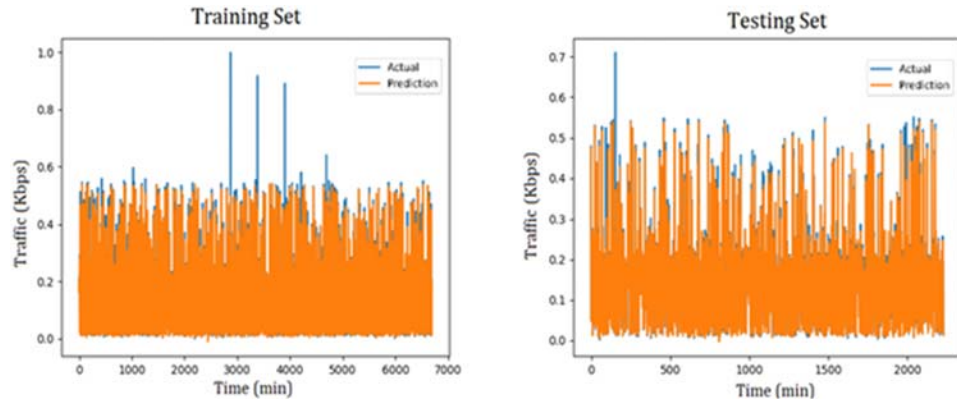 Training Set
1.0
0.8
0.6
0.4
0.2
0.0
Traffic (Kbps)
Actual
Prediction
0
1000
2000
3000
4000
5000
6000
7000
Time (min)
Testing Set
0.7
0.6
0.5
0.4
0.3
0.2
0.1
0.0
Traffic (Kbps)
Actual
Prediction
0
500
1000
1500
2000
Time (min)